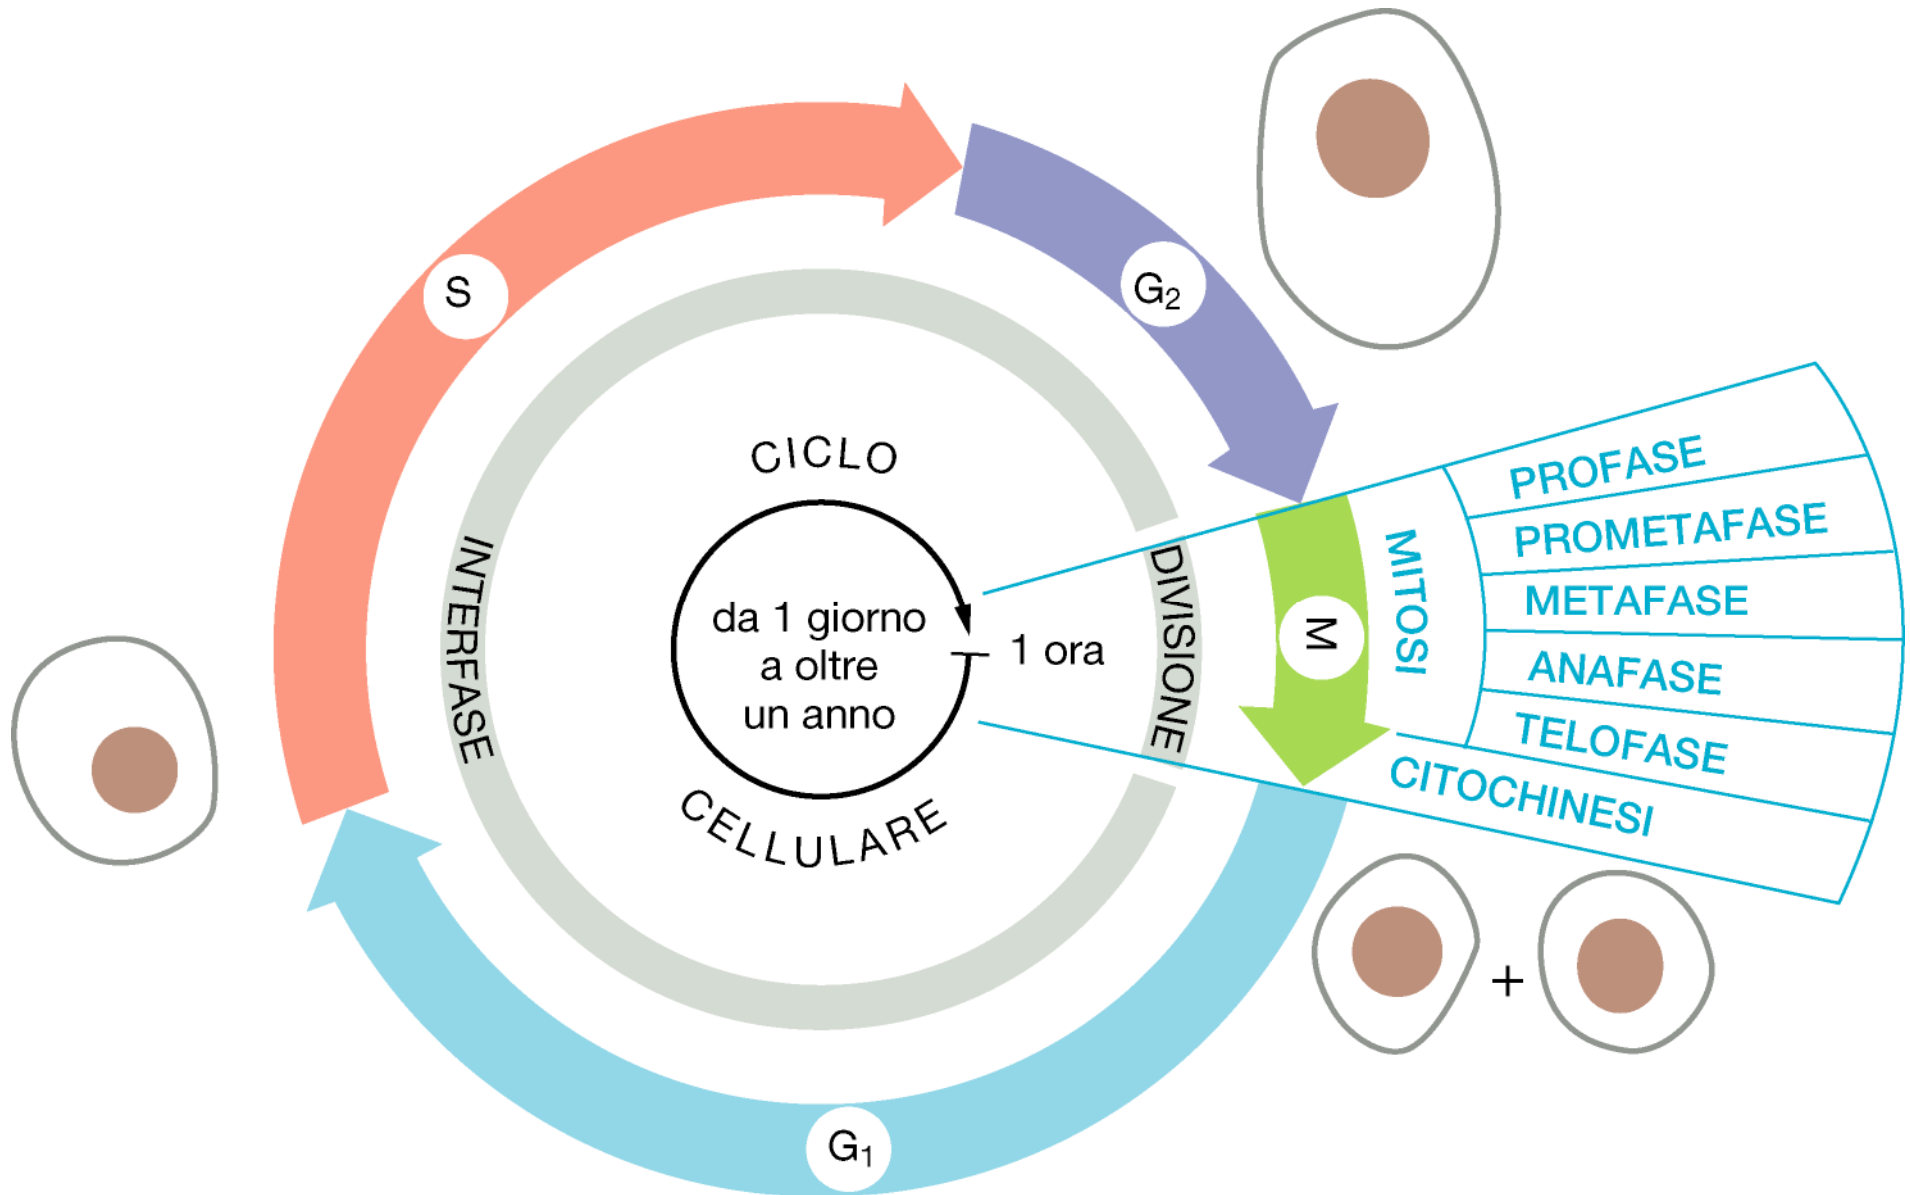 S
G₂
CICLO
da 1 giorno
a oltre
un anno
CELLULARE
1 ora
INTERFASE
DIVISIONE
M
MITOSI
PROFASE
PROMETAFASE
METAFASE
ANAFASE
TELOFASE
CITOCHINESI
+
G₁